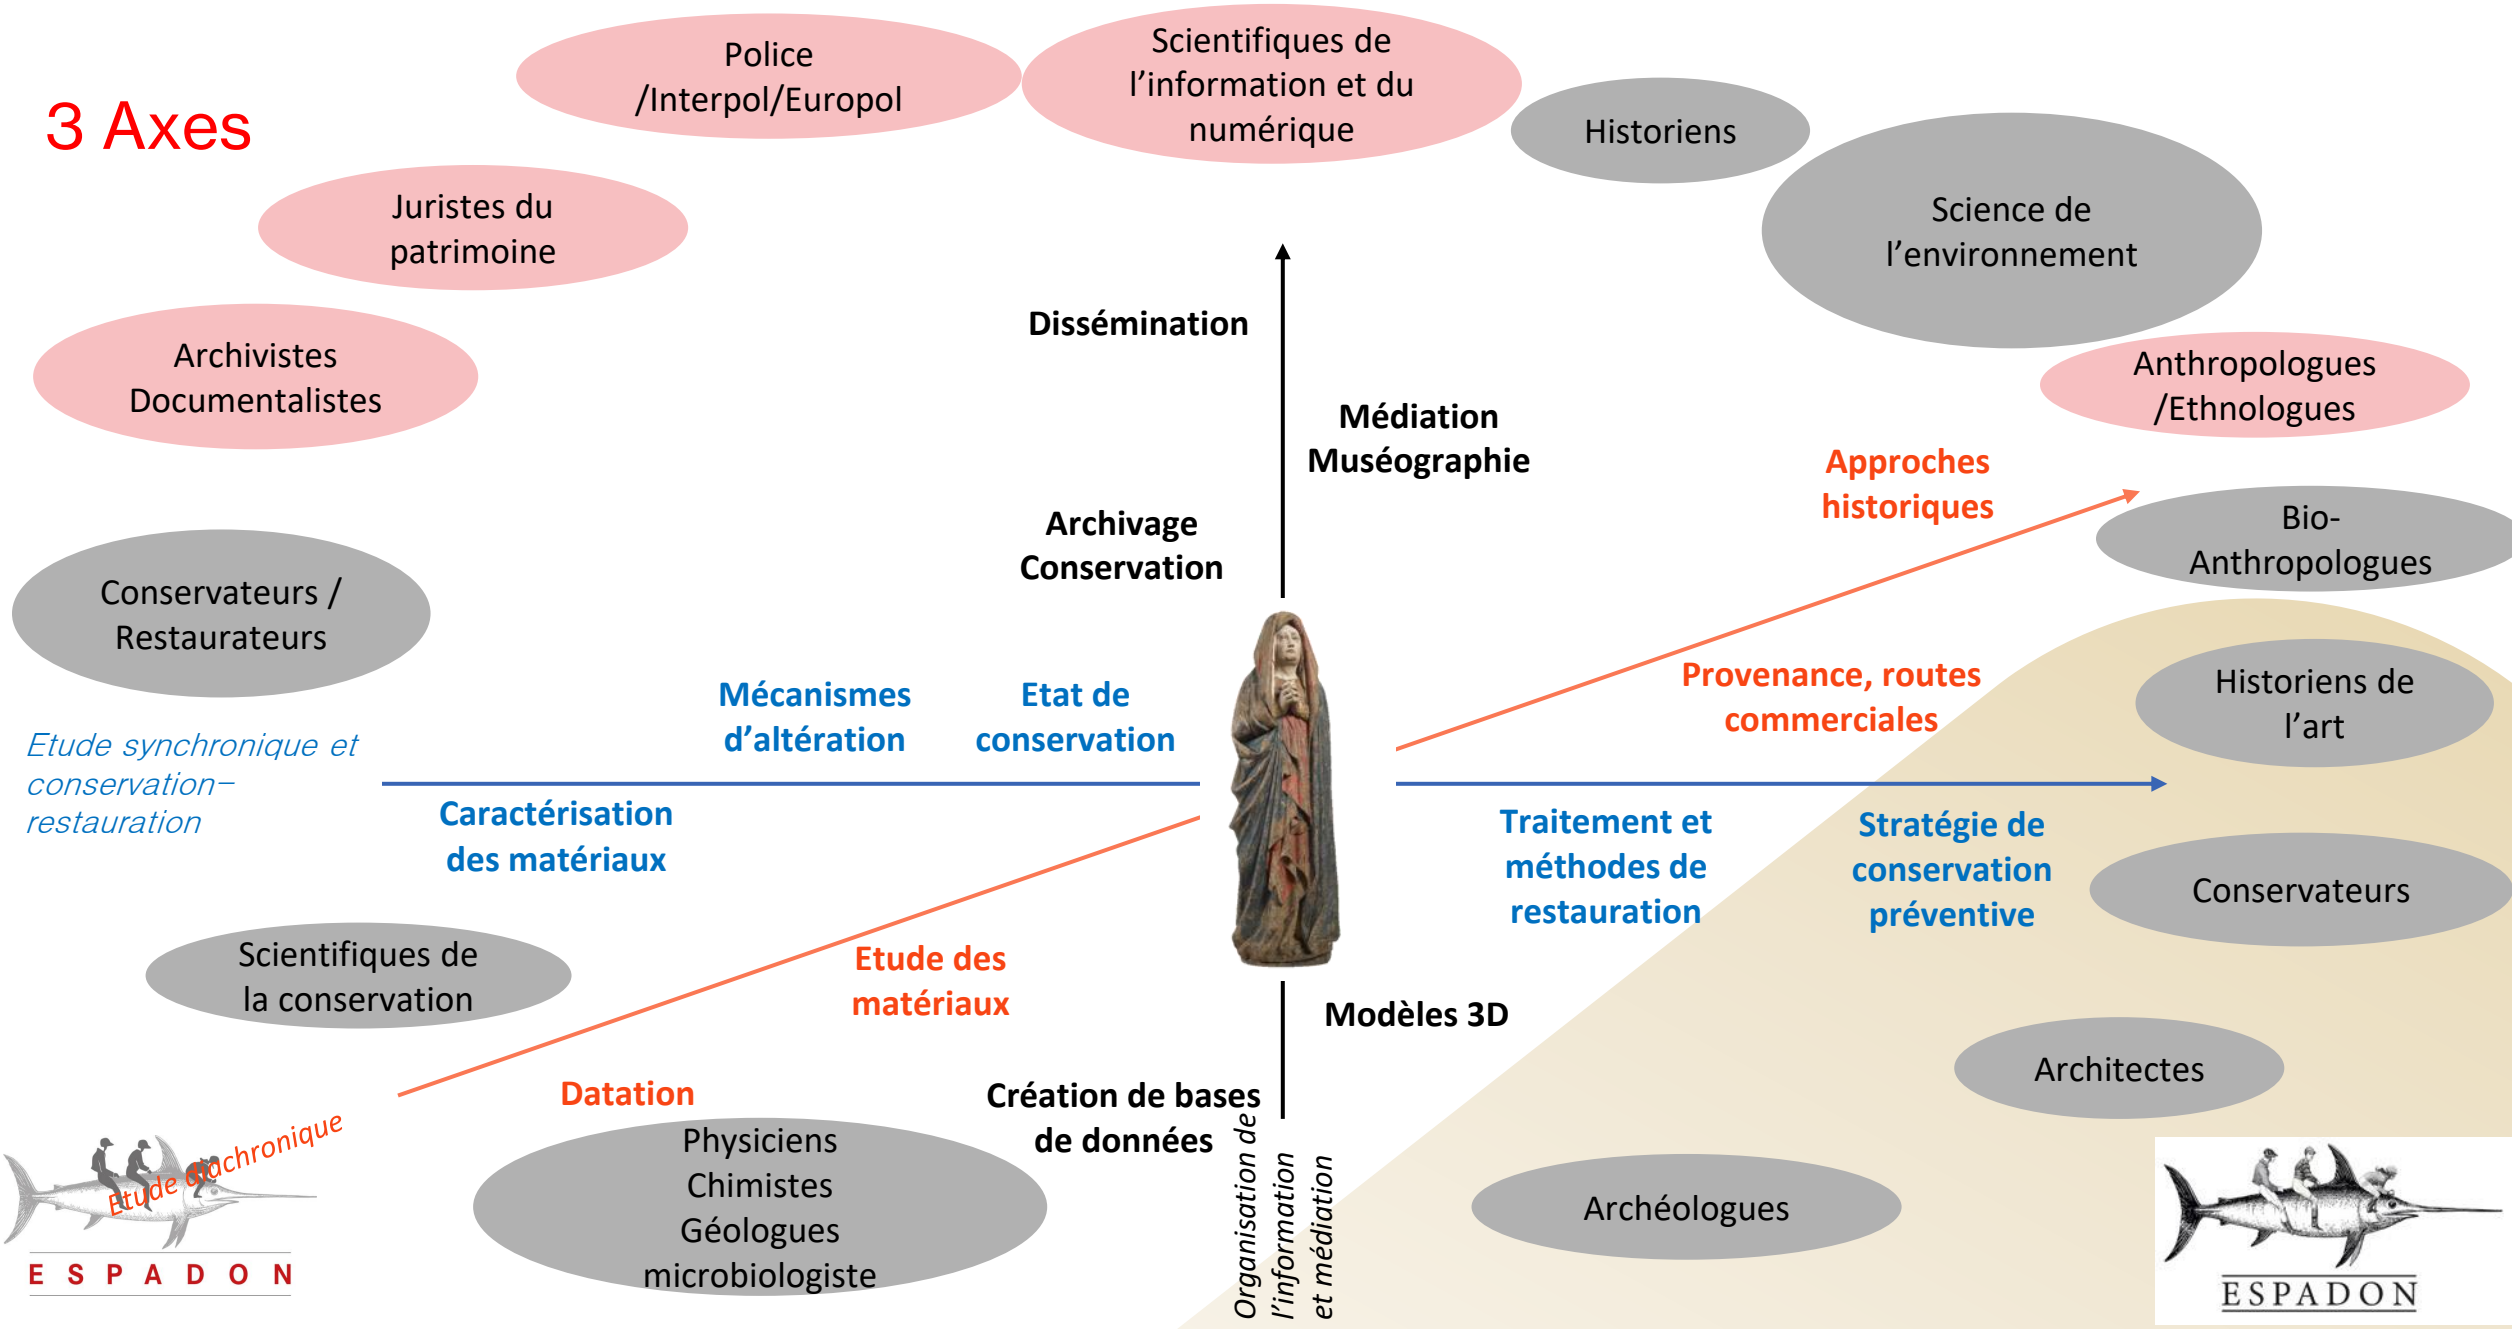 3 Axes
Police
/Interpol/Europol
Scientifiques de
l’information et du
numérique
Historiens
Juristes du
patrimoine
Science de
l’environnement
Archivistes
Documentalistes
Anthropologues
/Ethnologues
Dissémination
Médiation
Muséographie
Approches
historiques
Archivage
Conservation
Bio-
Anthropologues
Conservateurs /
Restaurateurs
Mécanismes
d’altération
Etat de
conservation
Provenance, routes
commerciales
Historiens de
l’art
Etude synchronique et
conservation-
restauration
Caractérisation
des matériaux
Traitement et
méthodes de
restauration
Stratégie de
conservation
préventive
Conservateurs
Scientifiques de
la conservation
Etude des
matériaux
Modèles 3D
Architectes
Datation
Création de bases
de données
Etude diachronique
Physiciens
Chimistes
Géologues
microbiologiste
Organisation de
l’information
et médiation
Archéologues
ESPADON
ESPADON